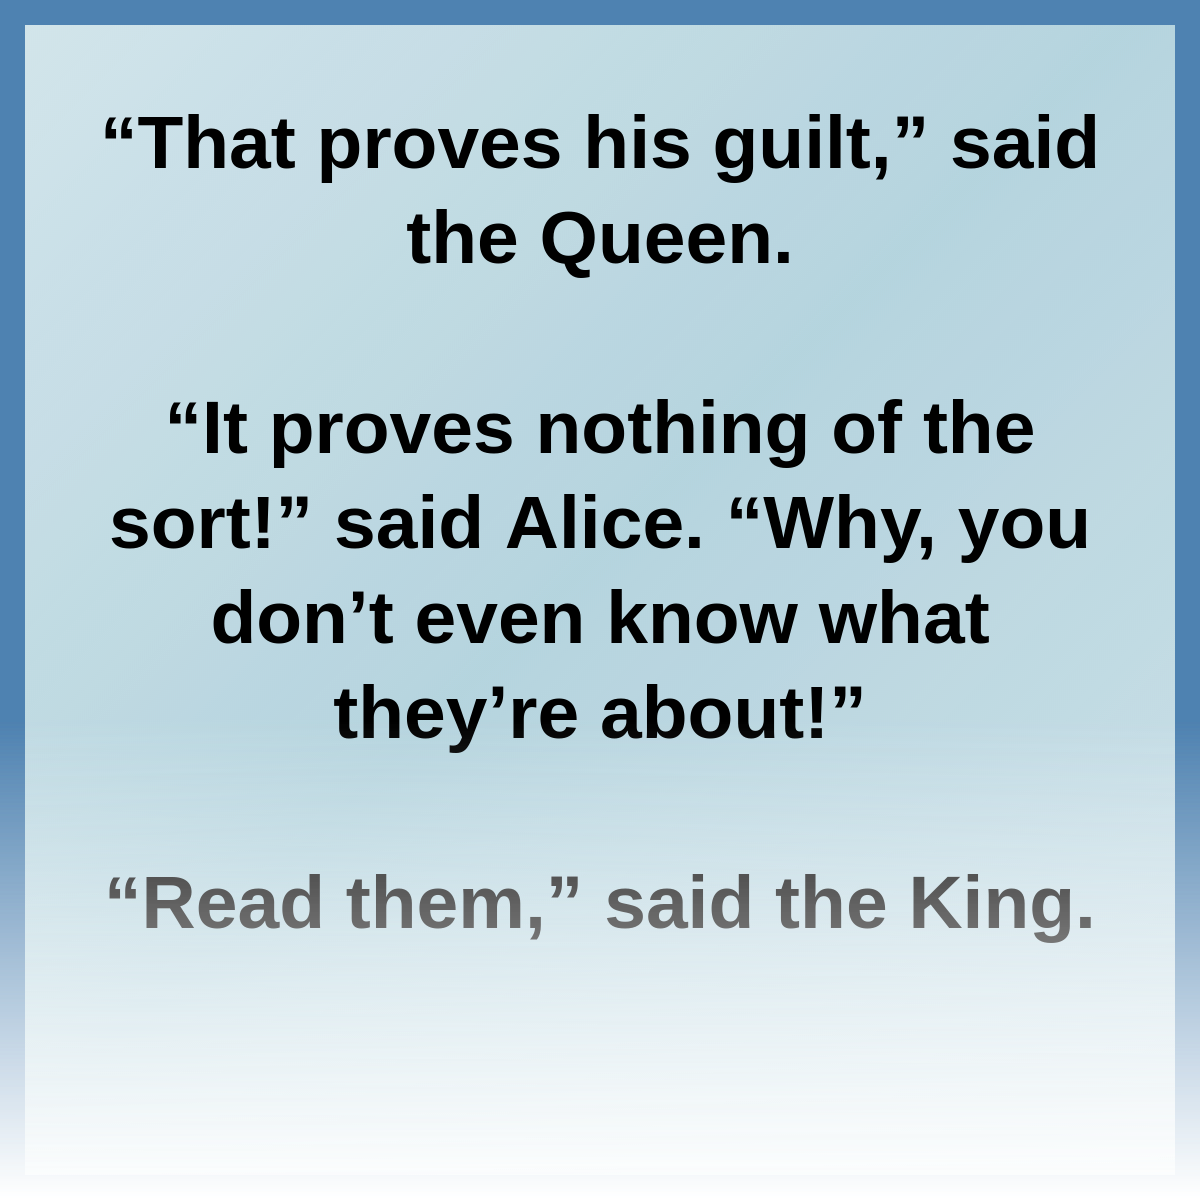 “That proves his guilt,” said
the Queen.
“It proves nothing of the
sort!” said Alice. “Why, you
don’t even know what
they’re about!”
“Read them,” said the King.